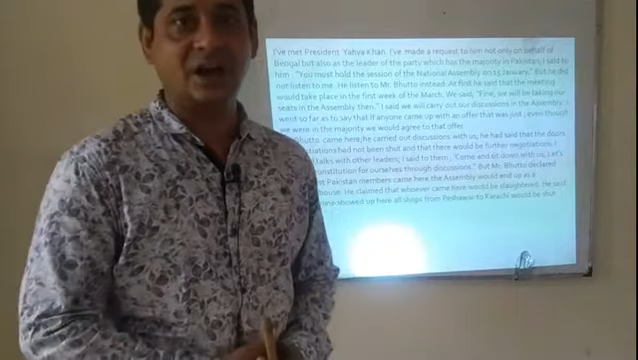 I've met President Yahya Khan. I've made a request to him not only on behalf of
Bengal but also as the leader of the party which has the majority in Pakistan, I said to
him : "You must hold the session of the National Assembly on 15 January." But he did
not listen to me. He listen to Mr. Bhutto instead. At first he said that the meeting
would take place in the first week of the March. We said, "Fine, we will be taking our
seats in the Assembly then." I said we will carry out our discussions in the Assembly. I
went so far as to say that if anyone came up with an offer that was just , even though
we were in the majority we would agree to that offer.
Bhutto came here; he carried out discussions with us; he had said that the doors
had not been shut and that there would be further negotiations. I
talks with other leaders; I said to them, 'Come and sit down with us; Let's
constitution for ourselves through discussions." But Mr. Bhutto declared
Pakistan members came here the Assembly would end up as a
house. He claimed that whoever came here would be slaughtered. He said
showed up here all shops from Peshawar to Karachi would be shut